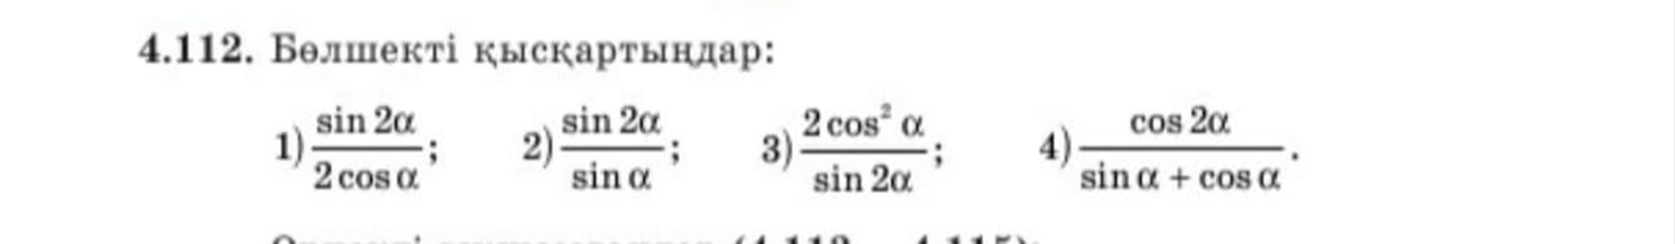 4.112. Бөлшекті қысқартыңдар:
1) sin 2α / 2 cos α; 2) sin 2α / sin α; 3) 2 cos² α / sin 2α; 4) cos 2α / sin α + cos α.